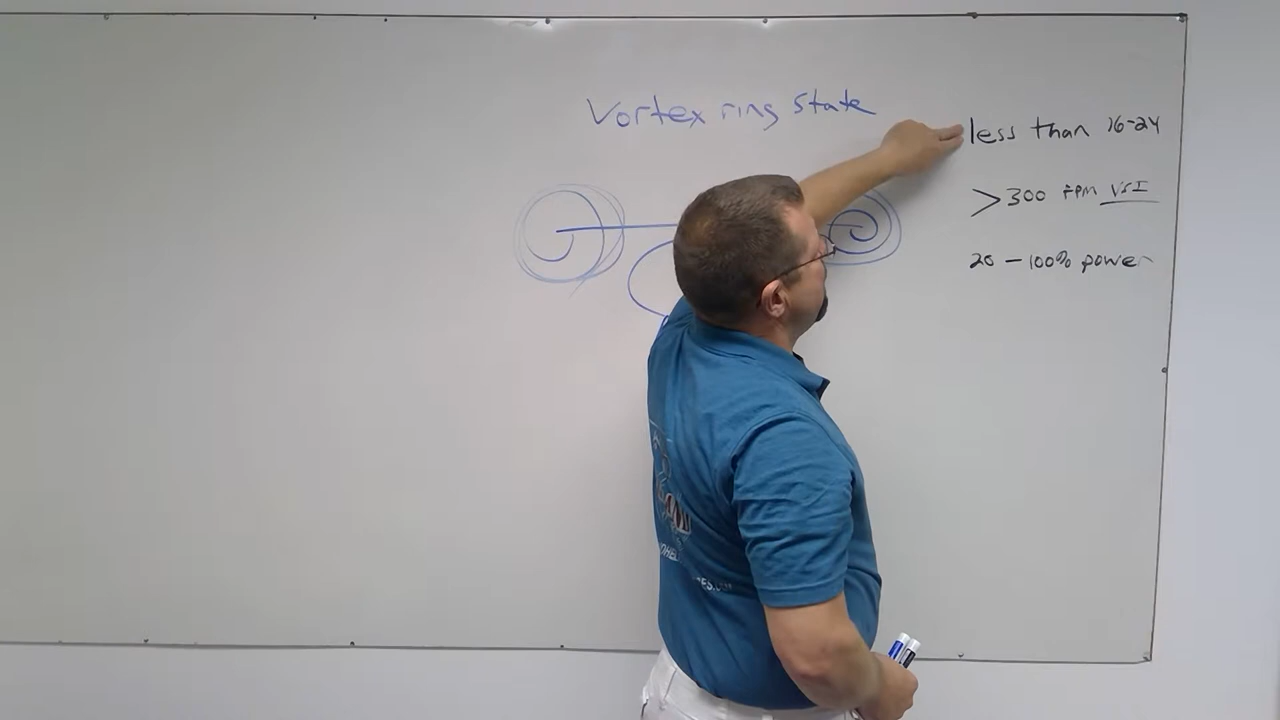 Vortex ring state
less than 16-24
>300 FPM VSI
20 - 100% power